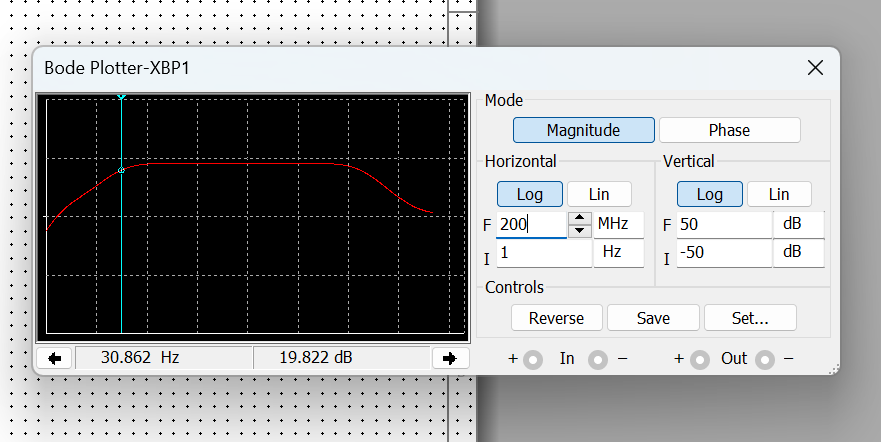 Bode Plotter-XBP1
Mode
Magnitude Phase
Horizontal Vertical
Log Lin Log Lin
F 200 MHz F 50 dB
I 1 Hz I -50 dB
Controls
Reverse Save Set...
30.862 Hz 19.822 dB + In − + Out −